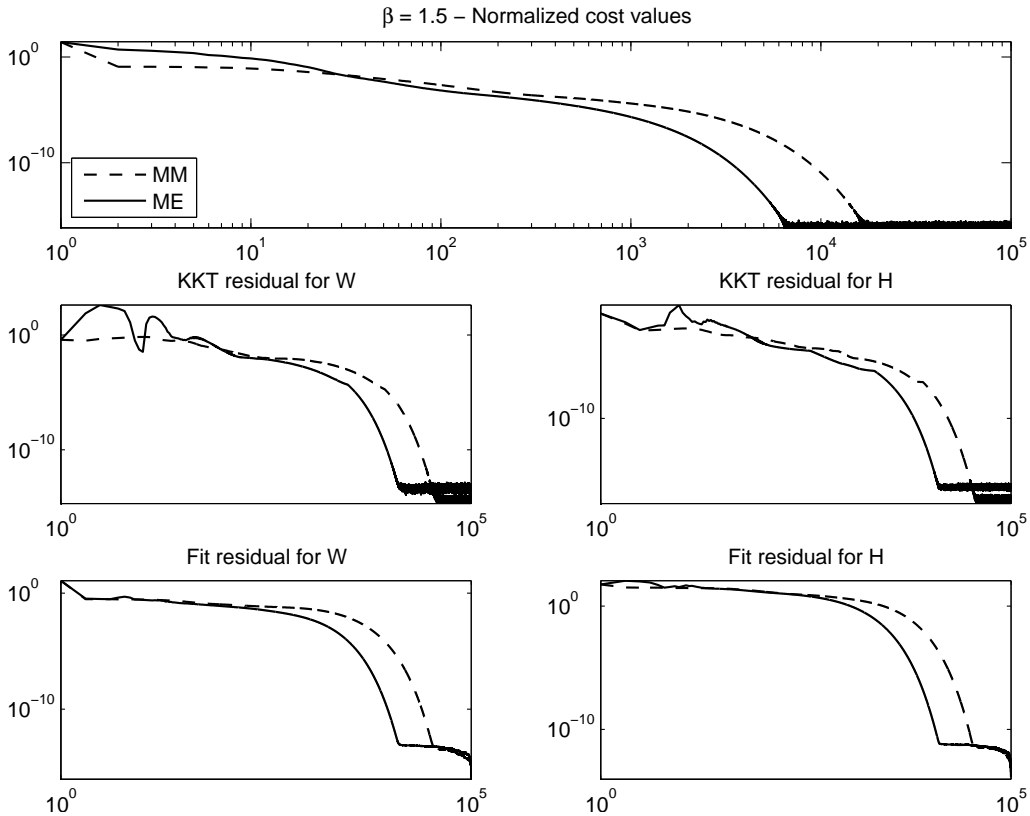 β = 1.5 − Normalized cost values
10^0
10^−10
MM
ME
10^0 10^1 10^2 10^3 10^4 10^5
KKT residual for W
10^0
10^−10
10^0 10^5
KKT residual for H
10^−10
10^0 10^5
Fit residual for W
10^0
10^−10
10^0 10^5
Fit residual for H
10^0
10^−10
10^0 10^5